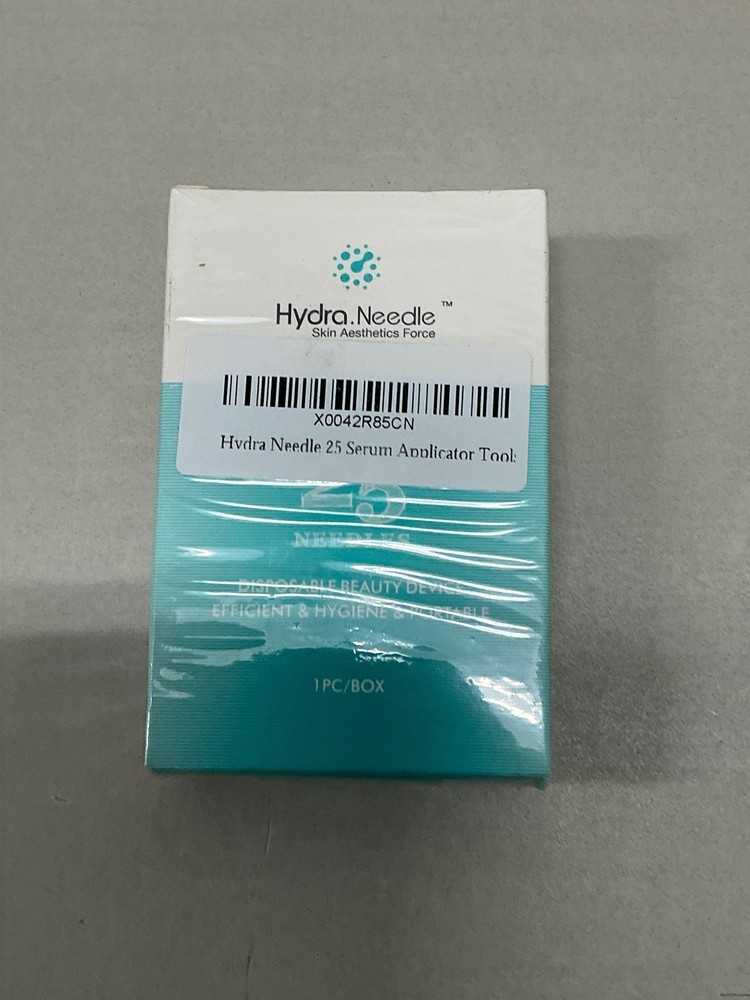 Hydra.Needle™
Skin Aesthetics Force
X0042R85CN
Hydra Needle 25 Serum Applicator Tools
25
NEEDLES
DISPOSABLE BEAUTY DEVICE
EFFICIENT & HYGIENE & PORTABLE
1PC/BOX